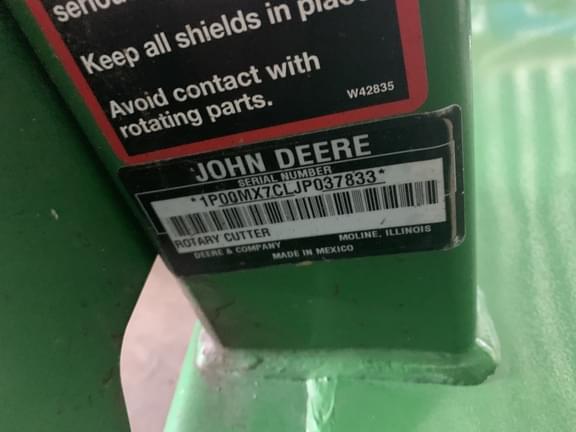 Keep all shields in place
Avoid contact with
rotating parts.
W42835
JOHN DEERE
SERIAL NUMBER
*1P00MX7CLJP037833*
ROTARY CUTTER
MOLINE, ILLINOIS
DEERE & COMPANY
MADE IN MEXICO